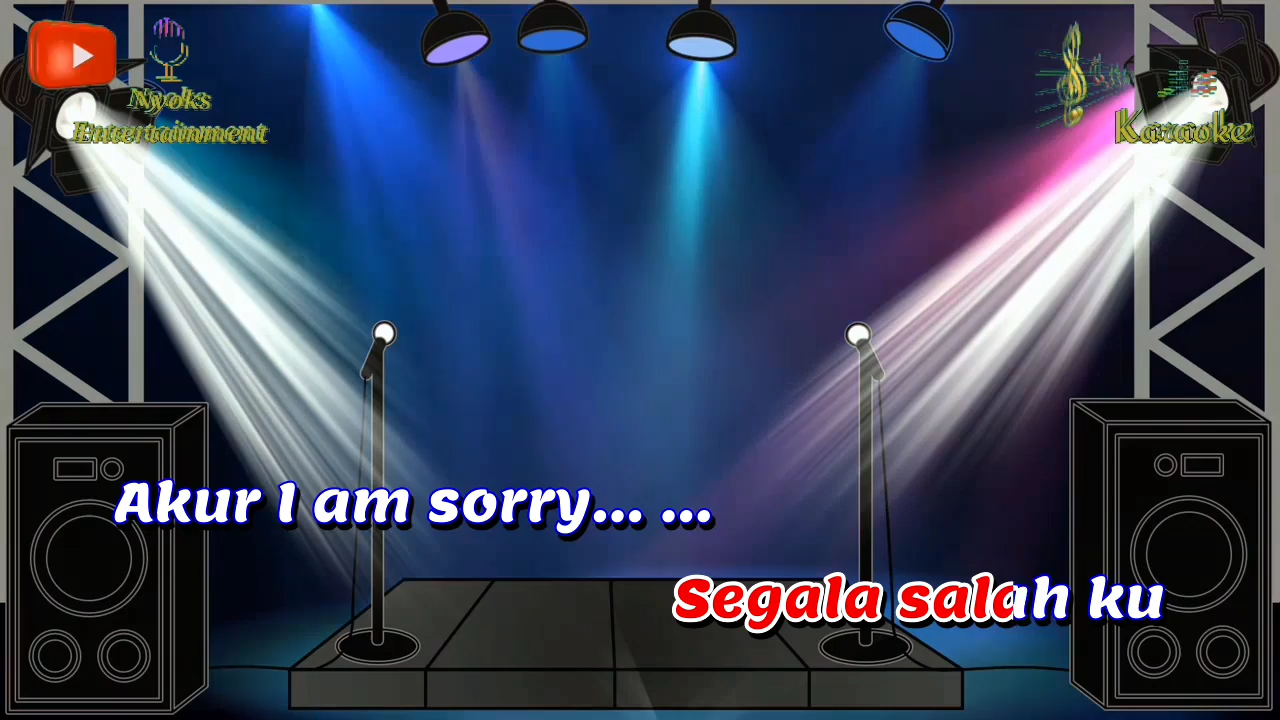 Nyoks
Entertainment
Karaoke
Akur I am sorry... ...
Segala salah ku